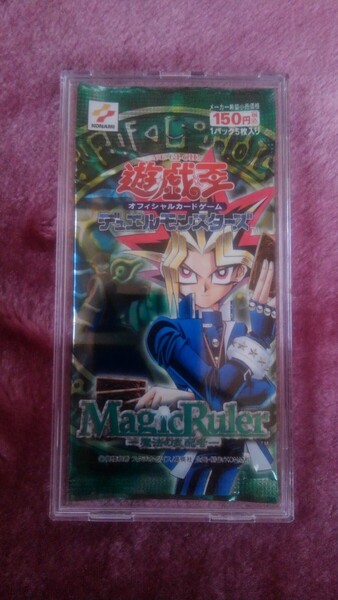 KONAMI
メーカー希望小売価格
150円
1パック5枚入り
遊戯王
オフィシャルカードゲーム
デュエルモンスターズ
Magic Ruler
魔法の支配者